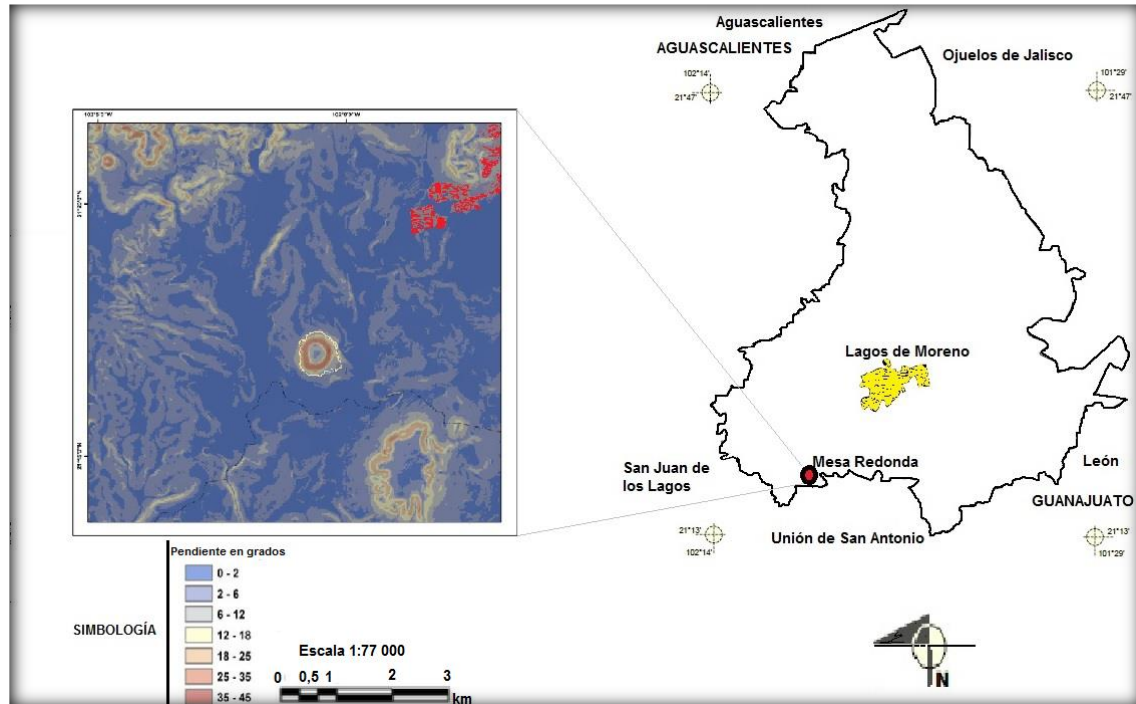 Aguascalientes
AGUASCALIENTES
Ojuelos de Jalisco
102°14'
21°47'
101°29'
21°47'
Lagos de Moreno
San Juan de
los Lagos
Mesa Redonda
León
GUANAJUATO
21°13'
102°14'
Unión de San Antonio
21°13'
101°29'
Pendiente en grados
0 - 2
2 - 6
6 - 12
12 - 18
18 - 25
25 - 35
35 - 45
SIMBOLOGÍA
Escala 1:77 000
0 0,5 1 2 3
km
N